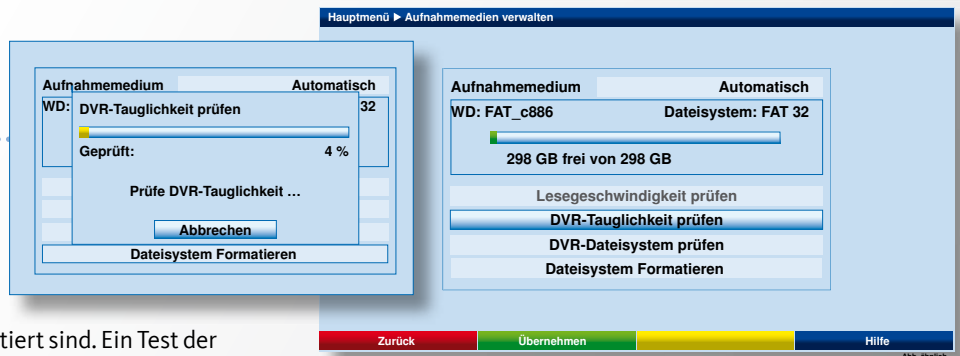 Hauptmenü ▶ Aufnahmemedien verwalten
Aufnahmemedium Automatisch
WD: 32
DVR-Tauglichkeit prüfen
Geprüft: 4 %
Prüfe DVR-Tauglichkeit ...
Abbrechen
Dateisystem Formatieren
Aufnahmemedium Automatisch
WD: FAT_c886 Dateisystem: FAT 32
298 GB frei von 298 GB
Lesegeschwindigkeit prüfen
DVR-Tauglichkeit prüfen
DVR-Dateisystem prüfen
Dateisystem Formatieren
Zurück Übernehmen Hilfe
tiert sind. Ein Test der
Abb. ähnlich